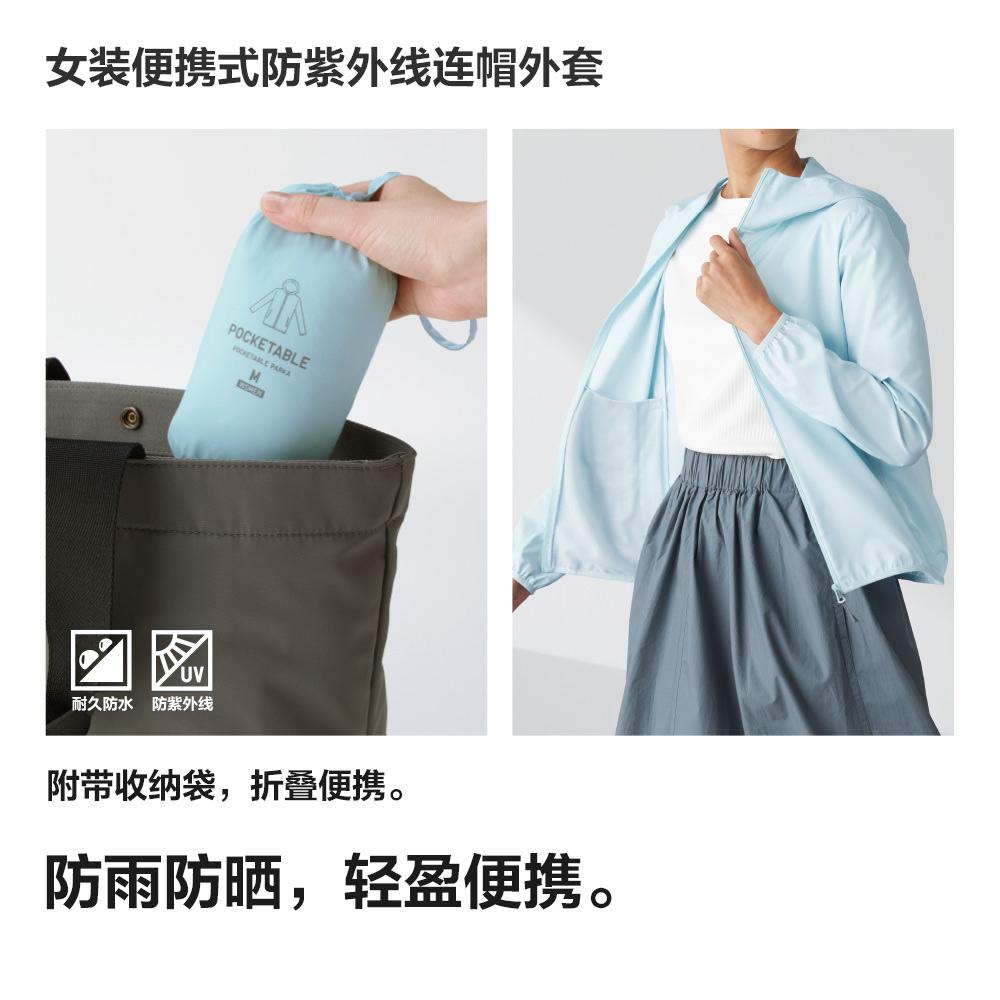 女装便携式防紫外线连帽外套
POCKETABLE
POCKETABLE PARKA
M
WOMEN
UV
耐久防水
防紫外线
附带收纳袋，折叠便携。
防雨防晒，轻盈便携。